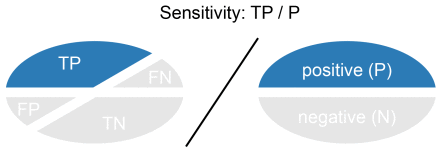 Sensitivity: TP / P
TP
FN
FP
TN
positive (P)
negative (N)